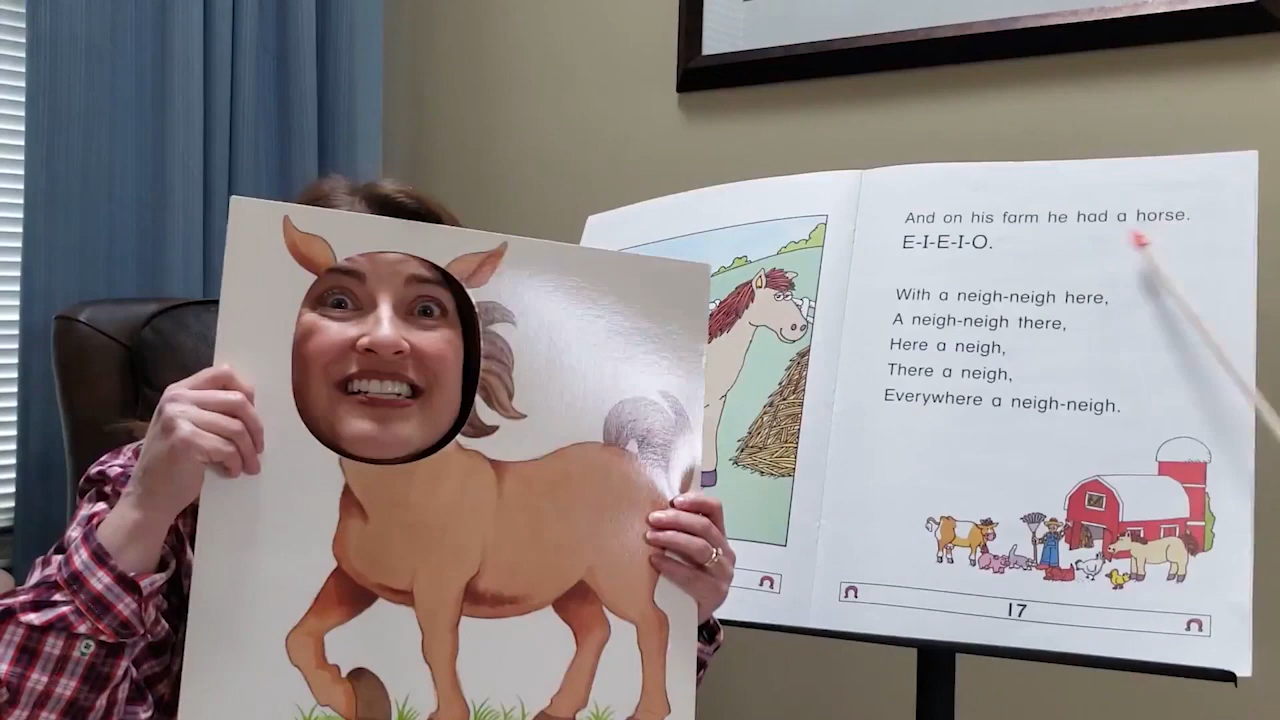 And on his farm he had a horse.
E-I-E-I-O.
With a neigh-neigh here,
A neigh-neigh there,
Here a neigh,
There a neigh,
Everywhere a neigh-neigh.
17